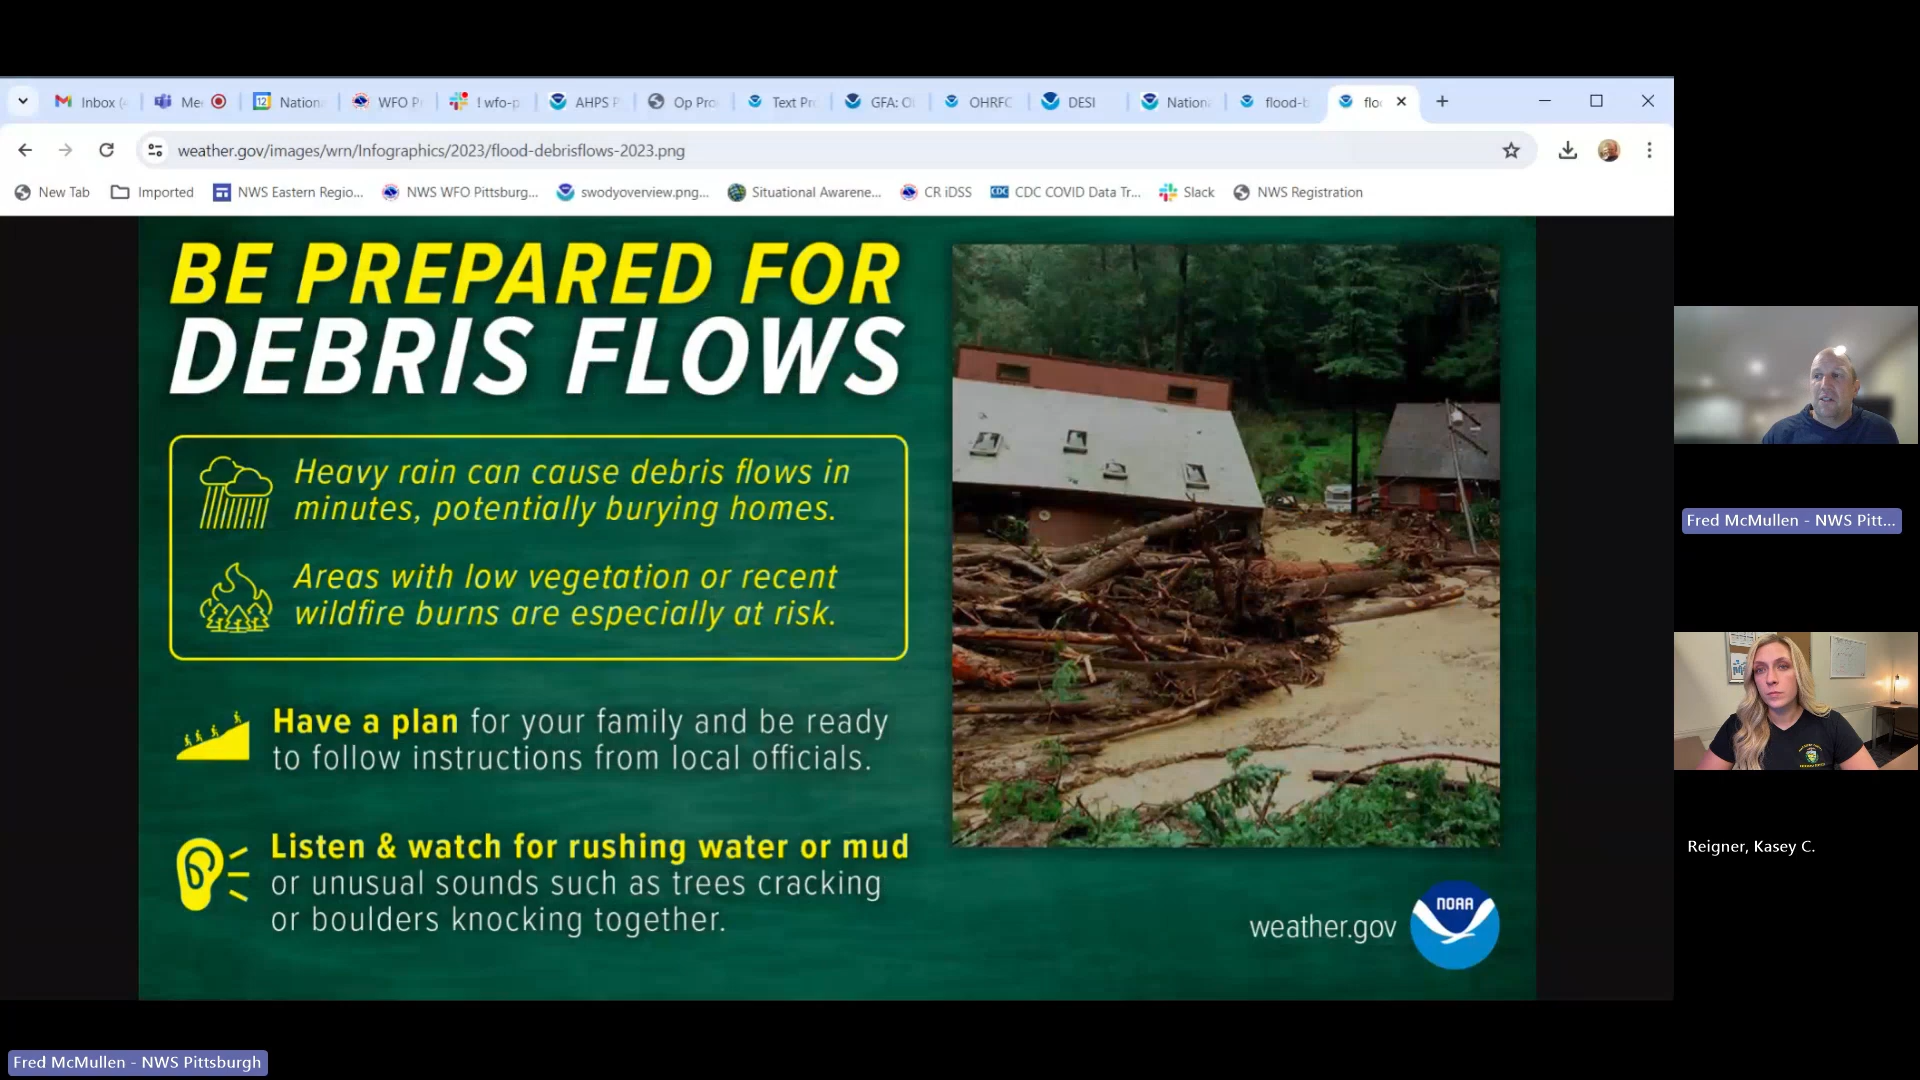 Inbox (
Me
12
Nation
WFO P
! wfo-p
AHPS P
Op Pro
Text Pr
GFA: O
OHRFC
DESI
Nation
flood-b
flo
weather.gov/images/wrn/Infographics/2023/flood-debrisflows-2023.png
New Tab
Imported
NWS Eastern Regio...
NWS WFO Pittsburg...
swodyoverview.png...
Situational Awarene...
CR iDSS
CDC
CDC COVID Data Tr...
Slack
NWS Registration
BE PREPARED FOR
DEBRIS FLOWS
Heavy rain can cause debris flows in
minutes, potentially burying homes.
Areas with low vegetation or recent
wildfire burns are especially at risk.
Have a plan for your family and be ready
to follow instructions from local officials.
Listen & watch for rushing water or mud
or unusual sounds such as trees cracking
or boulders knocking together.
weather.gov
NOAA
Fred McMullen - NWS Pitt...
Reigner, Kasey C.
Fred McMullen - NWS Pittsburgh